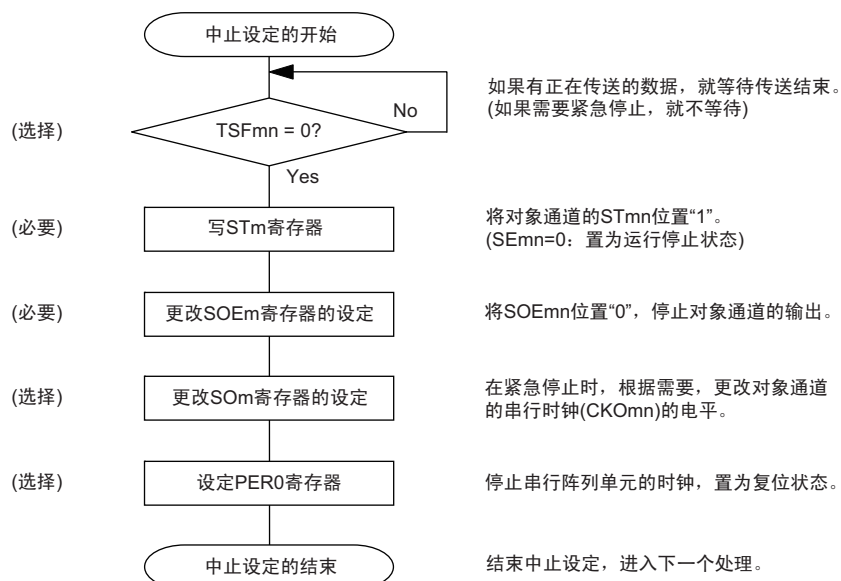 中止设定的开始
如果有正在传送的数据，就等待传送结束。
(如果需要紧急停止，就不等待)
No
(选择)
TSFmn = 0?
Yes
(必要)
写STm寄存器
将对象通道的STmn位置“1”。
(SEmn=0：置为运行停止状态)
(必要)
更改SOEm寄存器的设定
将SOEmn位置“0”，停止对象通道的输出。
(选择)
更改SOm寄存器的设定
在紧急停止时，根据需要，更改对象通道
的串行时钟(CKOmn)的电平。
(选择)
设定PER0寄存器
停止串行阵列单元的时钟，置为复位状态。
中止设定的结束
结束中止设定，进入下一个处理。